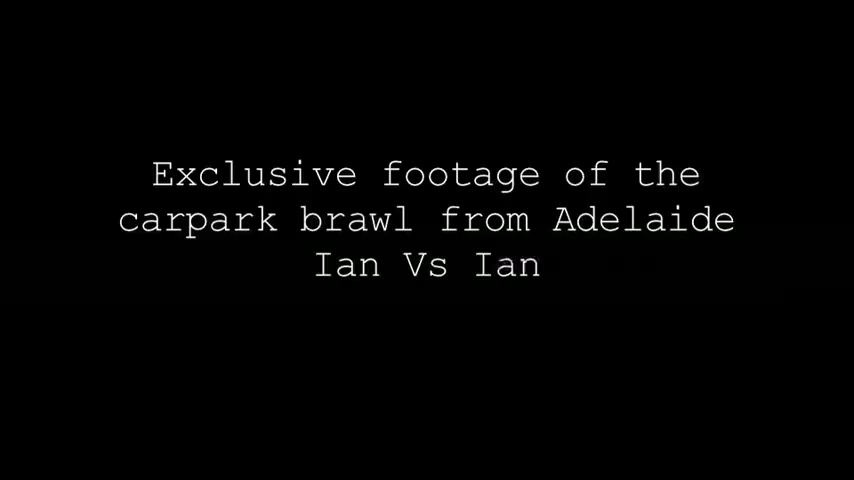 Exclusive footage of the
carpark brawl from Adelaide
Ian Vs Ian